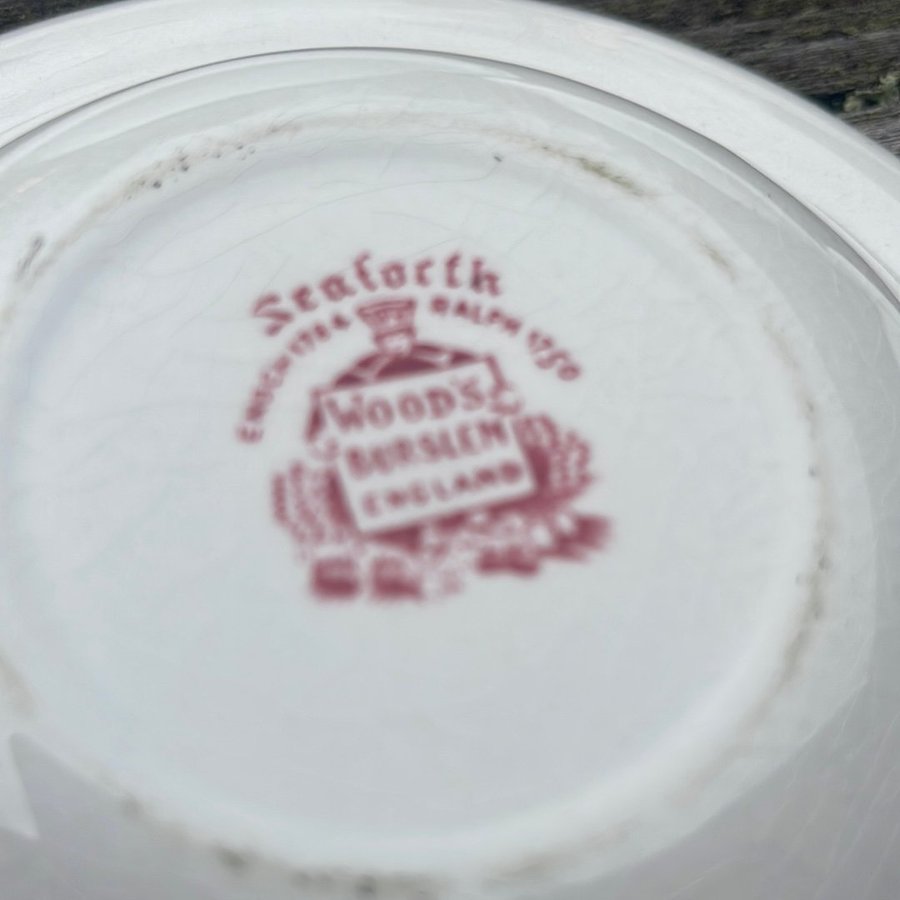 Seaforth
ENOCH 1784 RALPH 1750
WOOD'S
BURSLEM
ENGLAND